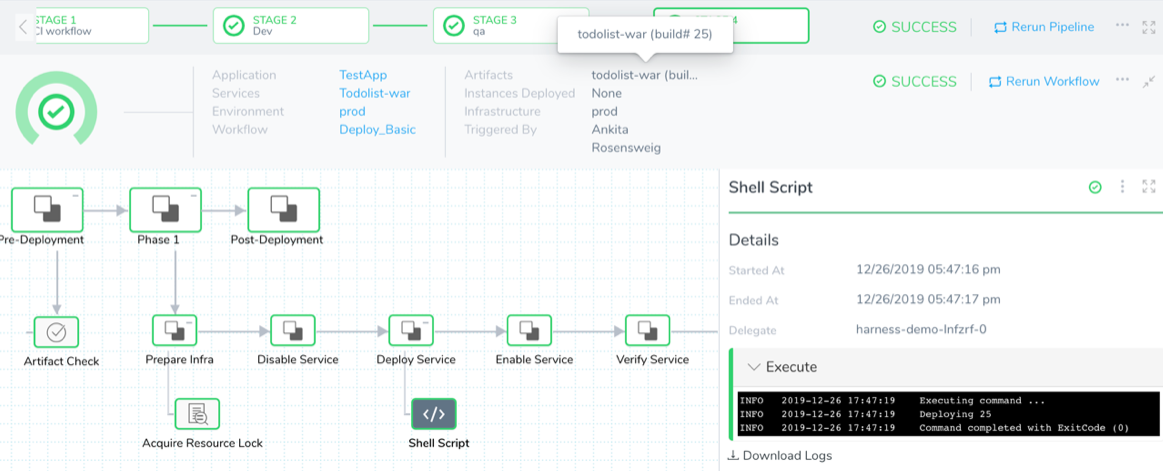 STAGE 1
CI workflow
STAGE 2
Dev
STAGE 3
qa
4
todolist-war (build# 25)
SUCCESS
Rerun Pipeline
Application TestApp
Services Todolist-war
Environment prod
Workflow Deploy_Basic
Artifacts todolist-war (buil...
Instances Deployed None
Infrastructure prod
Triggered By Ankita
Rosensweig
SUCCESS
Rerun Workflow
Pre-Deployment
Phase 1
Post-Deployment
Artifact Check
Prepare Infra
Disable Service
Deploy Service
Enable Service
Verify Service
Acquire Resource Lock
Shell Script
Shell Script
Details
Started At 12/26/2019 05:47:16 pm
Ended At 12/26/2019 05:47:17 pm
Delegate harness-demo-lnfzrf-0
Execute
INFO 2019-12-26 17:47:19 Executing command ...
INFO 2019-12-26 17:47:19 Deploying 25
INFO 2019-12-26 17:47:19 Command completed with ExitCode (0)
Download Logs